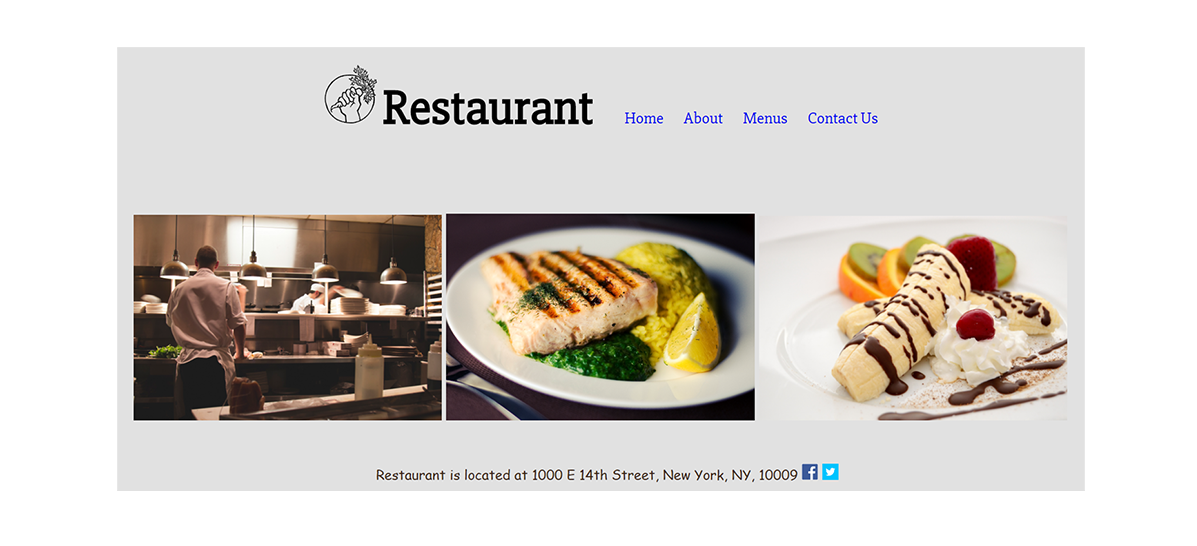 Restaurant
Home About Menus Contact Us
Restaurant is located at 1000 E 14th Street, New York, NY, 10009